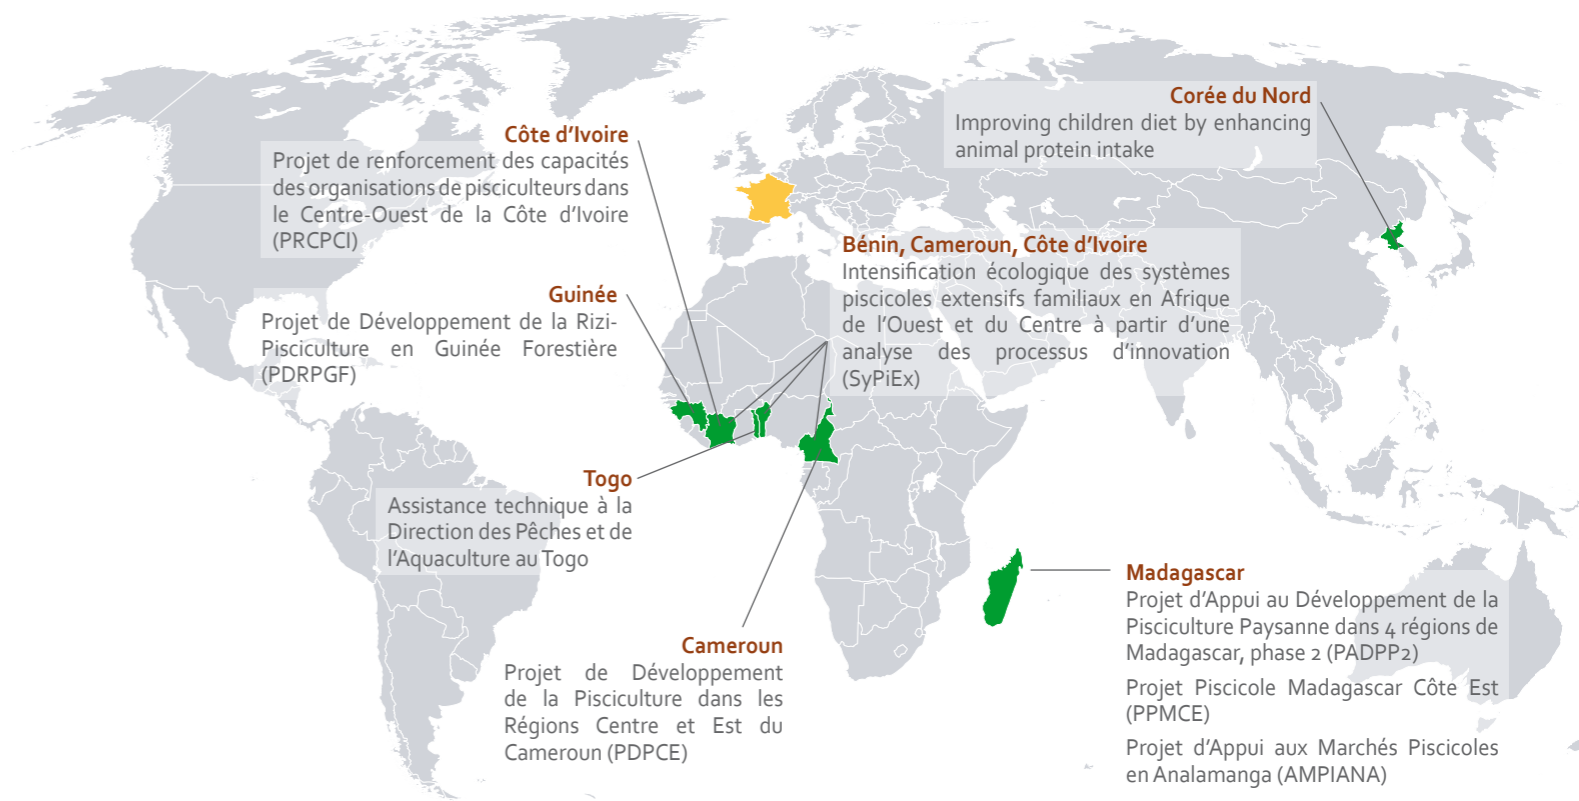 Corée du Nord
Improving children diet by enhancing
animal protein intake
Côte d'Ivoire
Projet de renforcement des capacités
des organisations de pisciculteurs dans
le Centre-Ouest de la Côte d'Ivoire
(PRCPCI)
Bénin, Cameroun, Côte d'Ivoire
Intensification écologique des systèmes
piscicoles extensifs familiaux en Afrique
de l'Ouest et du Centre à partir d'une
analyse des processus d'innovation
(SyPiEx)
Guinée
Projet de Développement de la Rizi-
Pisciculture en Guinée Forestière
(PDRPGF)
Togo
Assistance technique à la
Direction des Pêches et de
l'Aquaculture au Togo
Cameroun
Projet de Développement
de la Pisciculture dans les
Régions Centre et Est du
Cameroun (PDPCE)
Madagascar
Projet d'Appui au Développement de la
Pisciculture Paysanne dans 4 régions de
Madagascar, phase 2 (PADPP2)
Projet Piscicole Madagascar Côte Est
(PPMCE)
Projet d'Appui aux Marchés Piscicoles
en Analamanga (AMPIANA)